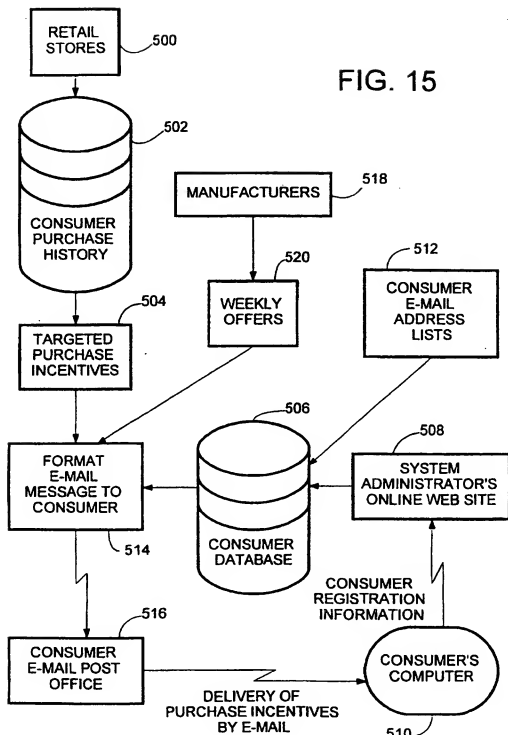 RETAIL
STORES
500
FIG. 15
502
CONSUMER
PURCHASE
HISTORY
MANUFACTURERS
518
504
TARGETED
PURCHASE
INCENTIVES
520
WEEKLY
OFFERS
512
CONSUMER
E-MAIL
ADDRESS
LISTS
506
CONSUMER
DATABASE
508
SYSTEM
ADMINISTRATOR'S
ONLINE WEB SITE
FORMAT
E-MAIL
MESSAGE TO
CONSUMER
514
CONSUMER
REGISTRATION
INFORMATION
516
CONSUMER
E-MAIL POST
OFFICE
DELIVERY OF
PURCHASE INCENTIVES
BY E-MAIL
CONSUMER'S
COMPUTER
510